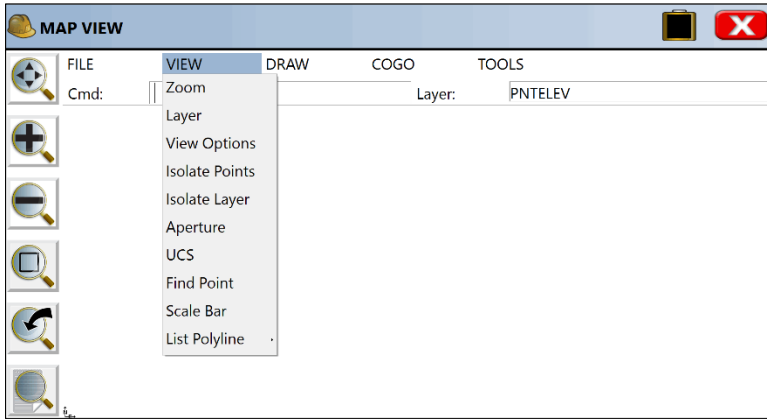 MAP VIEW
FILE VIEW DRAW COGO TOOLS
Cmd: Layer: PNTELEV
Zoom
Layer
View Options
Isolate Points
Isolate Layer
Aperture
UCS
Find Point
Scale Bar
List Polyline